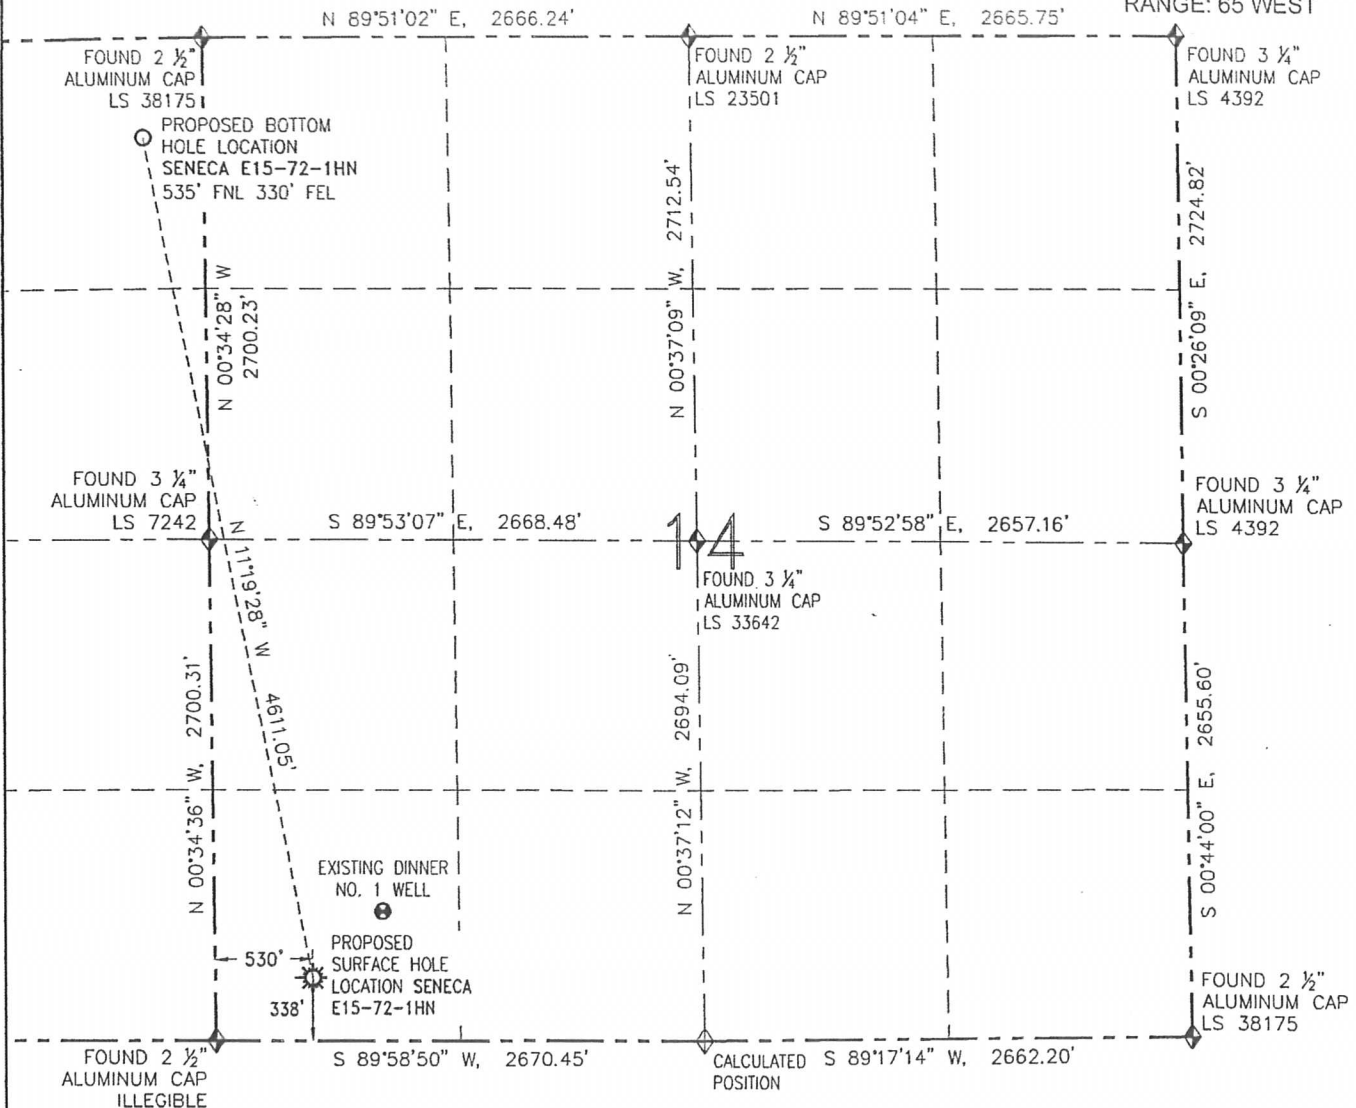 RANGE: 65 WEST
N 89°51'02" E, 2666.24'
N 89°51'04" E, 2665.75'
FOUND 2 ½"
ALUMINUM CAP
LS 38175
FOUND 2 ½"
ALUMINUM CAP
LS 23501
FOUND 3 ¼"
ALUMINUM CAP
LS 4392
PROPOSED BOTTOM
HOLE LOCATION
SENECA E15-72-1HN
535' FNL 330' FEL
N 00°34'28" W
2700.23'
N 00°37'09" W, 2712.54'
S 00°26'09" E, 2724.82'
FOUND 3 ¼"
ALUMINUM CAP
LS 7242
S 89°53'07" E, 2668.48'
14
S 89°52'58" E, 2657.16'
FOUND 3 ¼"
ALUMINUM CAP
LS 4392
FOUND 3 ¼"
ALUMINUM CAP
LS 33642
N 11°19'28" W 4611.05'
N 00°34'36" W, 2700.31'
N 00°37'12" W, 2694.09'
S 00°44'00" E, 2655.60'
EXISTING DINNER
NO. 1 WELL
530'
PROPOSED
SURFACE HOLE
LOCATION SENECA
E15-72-1HN
338'
FOUND 2 ½"
ALUMINUM CAP
LS 38175
FOUND 2 ½"
ALUMINUM CAP
ILLEGIBLE
S 89°58'50" W, 2670.45'
CALCULATED
POSITION
S 89°17'14" W, 2662.20'